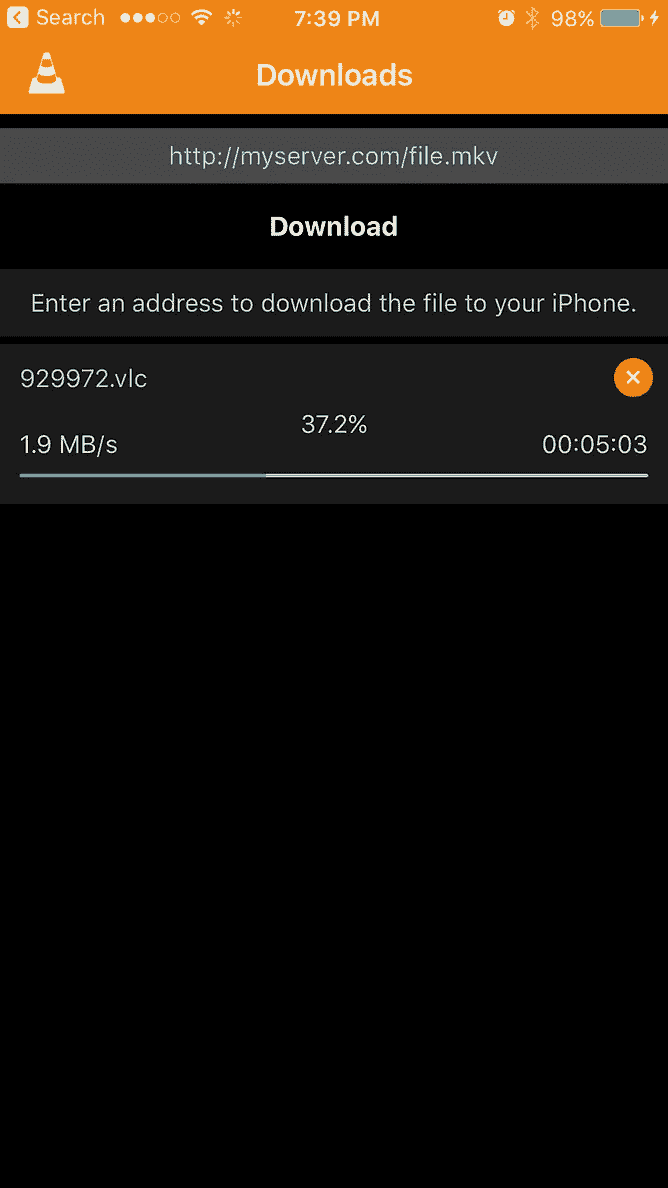 Search 7:39 PM 98%
Downloads
http://myserver.com/file.mkv
Download
Enter an address to download the file to your iPhone.
929972.vlc
37.2%
1.9 MB/s 00:05:03